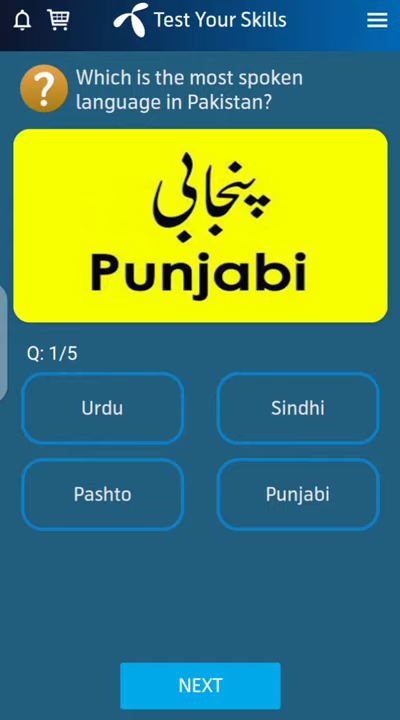 Test Your Skills
?
Which is the most spoken
language in Pakistan?
پنجابی
Punjabi
Q: 1/5
Urdu
Sindhi
Pashto
Punjabi
NEXT